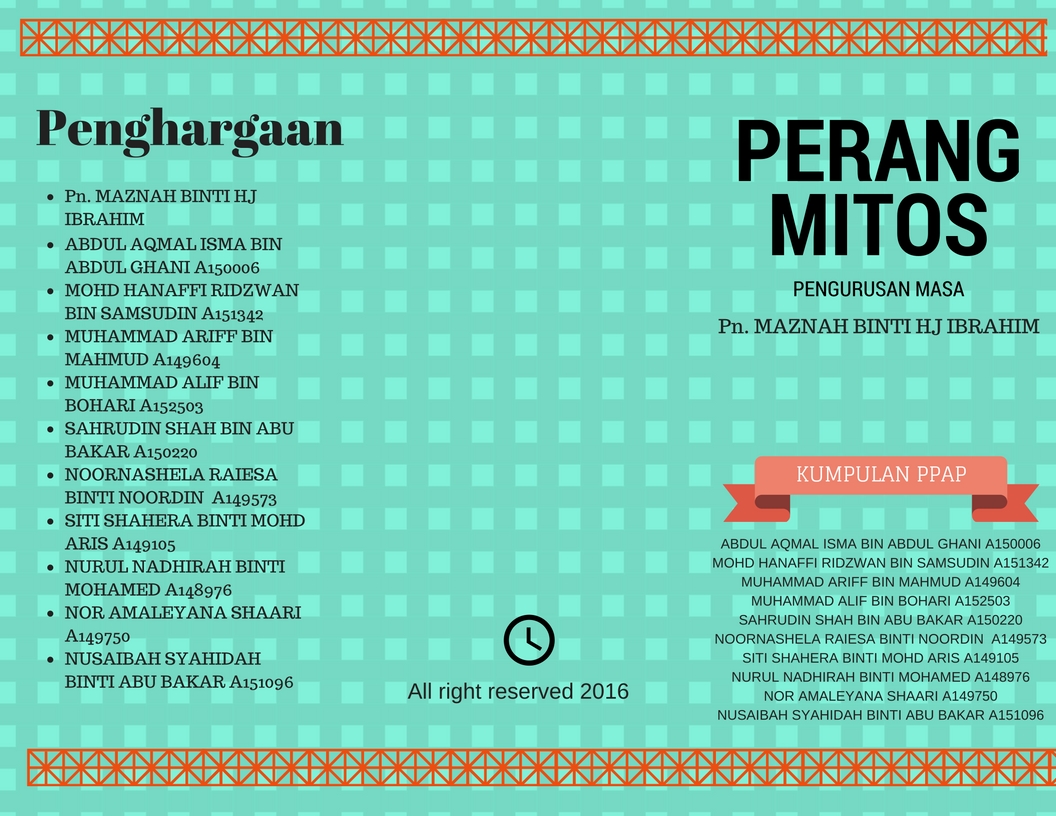 Penghargaan
Pn. MAZNAH BINTI HJ
IBRAHIM
ABDUL AQMAL ISMA BIN
ABDUL GHANI A150006
MOHD HANAFFI RIDZWAN
BIN SAMSUDIN A151342
MUHAMMAD ARIFF BIN
MAHMUD A149604
MUHAMMAD ALIF BIN
BOHARI A152503
SAHRUDIN SHAH BIN ABU
BAKAR A150220
NOORNASHELA RAIESA
BINTI NOORDIN  A149573
SITI SHAHERA BINTI MOHD
ARIS A149105
NURUL NADHIRAH BINTI
MOHAMED A148976
NOR AMALEYANA SHAARI
A149750
NUSAIBAH SYAHIDAH
BINTI ABU BAKAR A151096
All right reserved 2016
PERANG
MITOS
PENGURUSAN MASA
Pn. MAZNAH BINTI HJ IBRAHIM
KUMPULAN PPAP
ABDUL AQMAL ISMA BIN ABDUL GHANI A150006
MOHD HANAFFI RIDZWAN BIN SAMSUDIN A151342
MUHAMMAD ARIFF BIN MAHMUD A149604
MUHAMMAD ALIF BIN BOHARI A152503
SAHRUDIN SHAH BIN ABU BAKAR A150220
NOORNASHELA RAIESA BINTI NOORDIN  A149573
SITI SHAHERA BINTI MOHD ARIS A149105
NURUL NADHIRAH BINTI MOHAMED A148976
NOR AMALEYANA SHAARI A149750
NUSAIBAH SYAHIDAH BINTI ABU BAKAR A151096